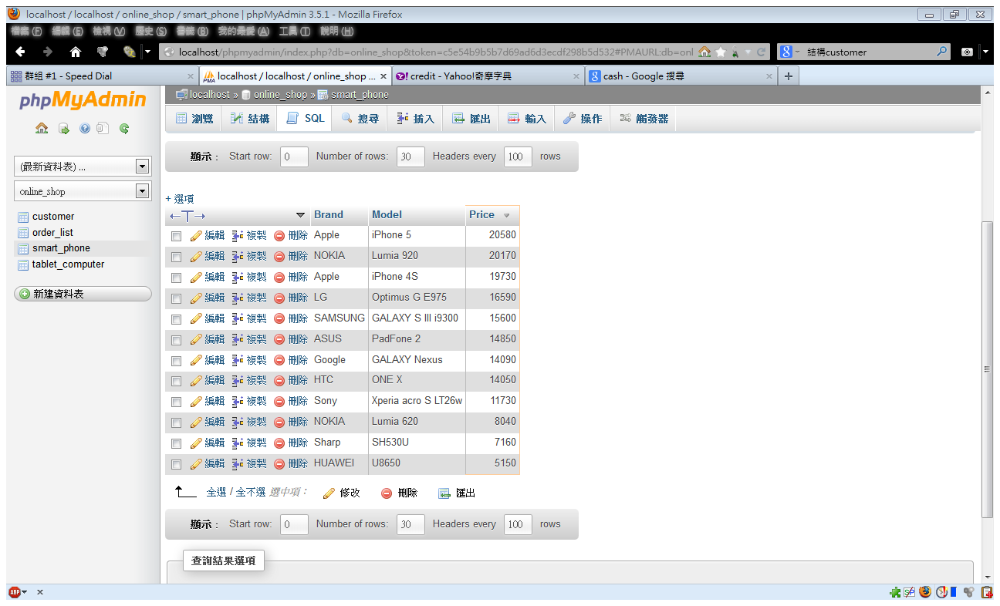 localhost / localhost / online_shop / smart_phone | phpMyAdmin 3.5.1 - Mozilla Firefox
檔案 (F) 編輯 (E) 檢視 (V) 歷史 (S) 書籤 (B) 我的最愛 (A) 工具 (T) 說明 (H)
localhost/phpmyadmin/index.php?db=online_shop&token=c5e54b9b5b7d69ad6d3ecdf298b5d532#PMAURL:db=onl 結構customer
群組 #1 - Speed Dial localhost / localhost / online_shop ... credit - Yahoo!奇摩字典 cash - Google 搜尋
phpMyAdmin
localhost » online_shop » smart_phone
瀏覽 結構 SQL 搜尋 插入 匯出 輸入 操作 觸發器
(最新資料表) ...
online_shop
customer
order_list
smart_phone
tablet_computer
新建資料表
顯示 : Start row: 0 Number of rows: 30 Headers every 100 rows
+ 選項
←T→ Brand Model Price
編輯 複製 刪除 Apple iPhone 5 20580
編輯 複製 刪除 NOKIA Lumia 920 20170
編輯 複製 刪除 Apple iPhone 4S 19730
編輯 複製 刪除 LG Optimus G E975 16590
編輯 複製 刪除 SAMSUNG GALAXY S III i9300 15600
編輯 複製 刪除 ASUS PadFone 2 14850
編輯 複製 刪除 Google GALAXY Nexus 14090
編輯 複製 刪除 HTC ONE X 14050
編輯 複製 刪除 Sony Xperia acro S LT26w 11730
編輯 複製 刪除 NOKIA Lumia 620 8040
編輯 複製 刪除 Sharp SH530U 7160
編輯 複製 刪除 HUAWEI U8650 5150
全選 / 全不選 選中項： 修改 刪除 匯出
顯示 : Start row: 0 Number of rows: 30 Headers every 100 rows
查詢結果選項
ABP